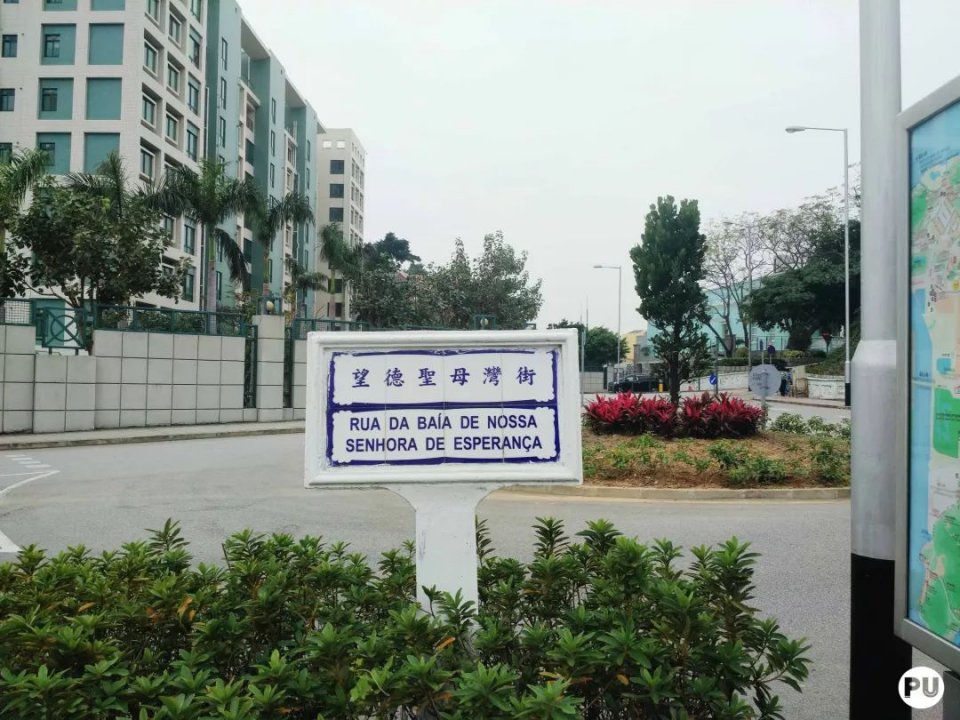 望德聖母灣街
RUA DA BAÍA DE NOSSA
SENHORA DE ESPERANÇA
PU